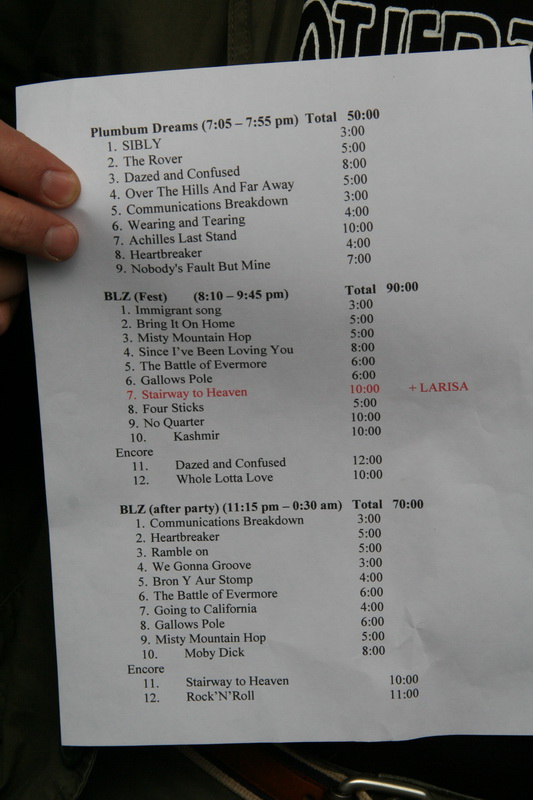 OTHER
Plumbum Dreams (7:05 – 7:55 pm) Total 50:00
1. SIBLY 3:00
2. The Rover 5:00
3. Dazed and Confused 8:00
4. Over The Hills And Far Away 5:00
5. Communications Breakdown 3:00
6. Wearing and Tearing 4:00
7. Achilles Last Stand 10:00
8. Heartbreaker 4:00
9. Nobody's Fault But Mine 7:00
BLZ (Fest) (8:10 – 9:45 pm) Total 90:00
1. Immigrant song 3:00
2. Bring It On Home 5:00
3. Misty Mountain Hop 5:00
4. Since I've Been Loving You 8:00
5. The Battle of Evermore 6:00
6. Gallows Pole 6:00
7. Stairway to Heaven 10:00 + LARISA
8. Four Sticks 5:00
9. No Quarter 10:00
10. Kashmir 10:00
Encore
11. Dazed and Confused 12:00
12. Whole Lotta Love 10:00
BLZ (after party) (11:15 pm – 0:30 am) Total 70:00
1. Communications Breakdown 3:00
2. Heartbreaker 5:00
3. Ramble on 5:00
4. We Gonna Groove 3:00
5. Bron Y Aur Stomp 4:00
6. The Battle of Evermore 6:00
7. Going to California 4:00
8. Gallows Pole 6:00
9. Misty Mountain Hop 5:00
10. Moby Dick 8:00
Encore
11. Stairway to Heaven 10:00
12. Rock'N'Roll 11:00